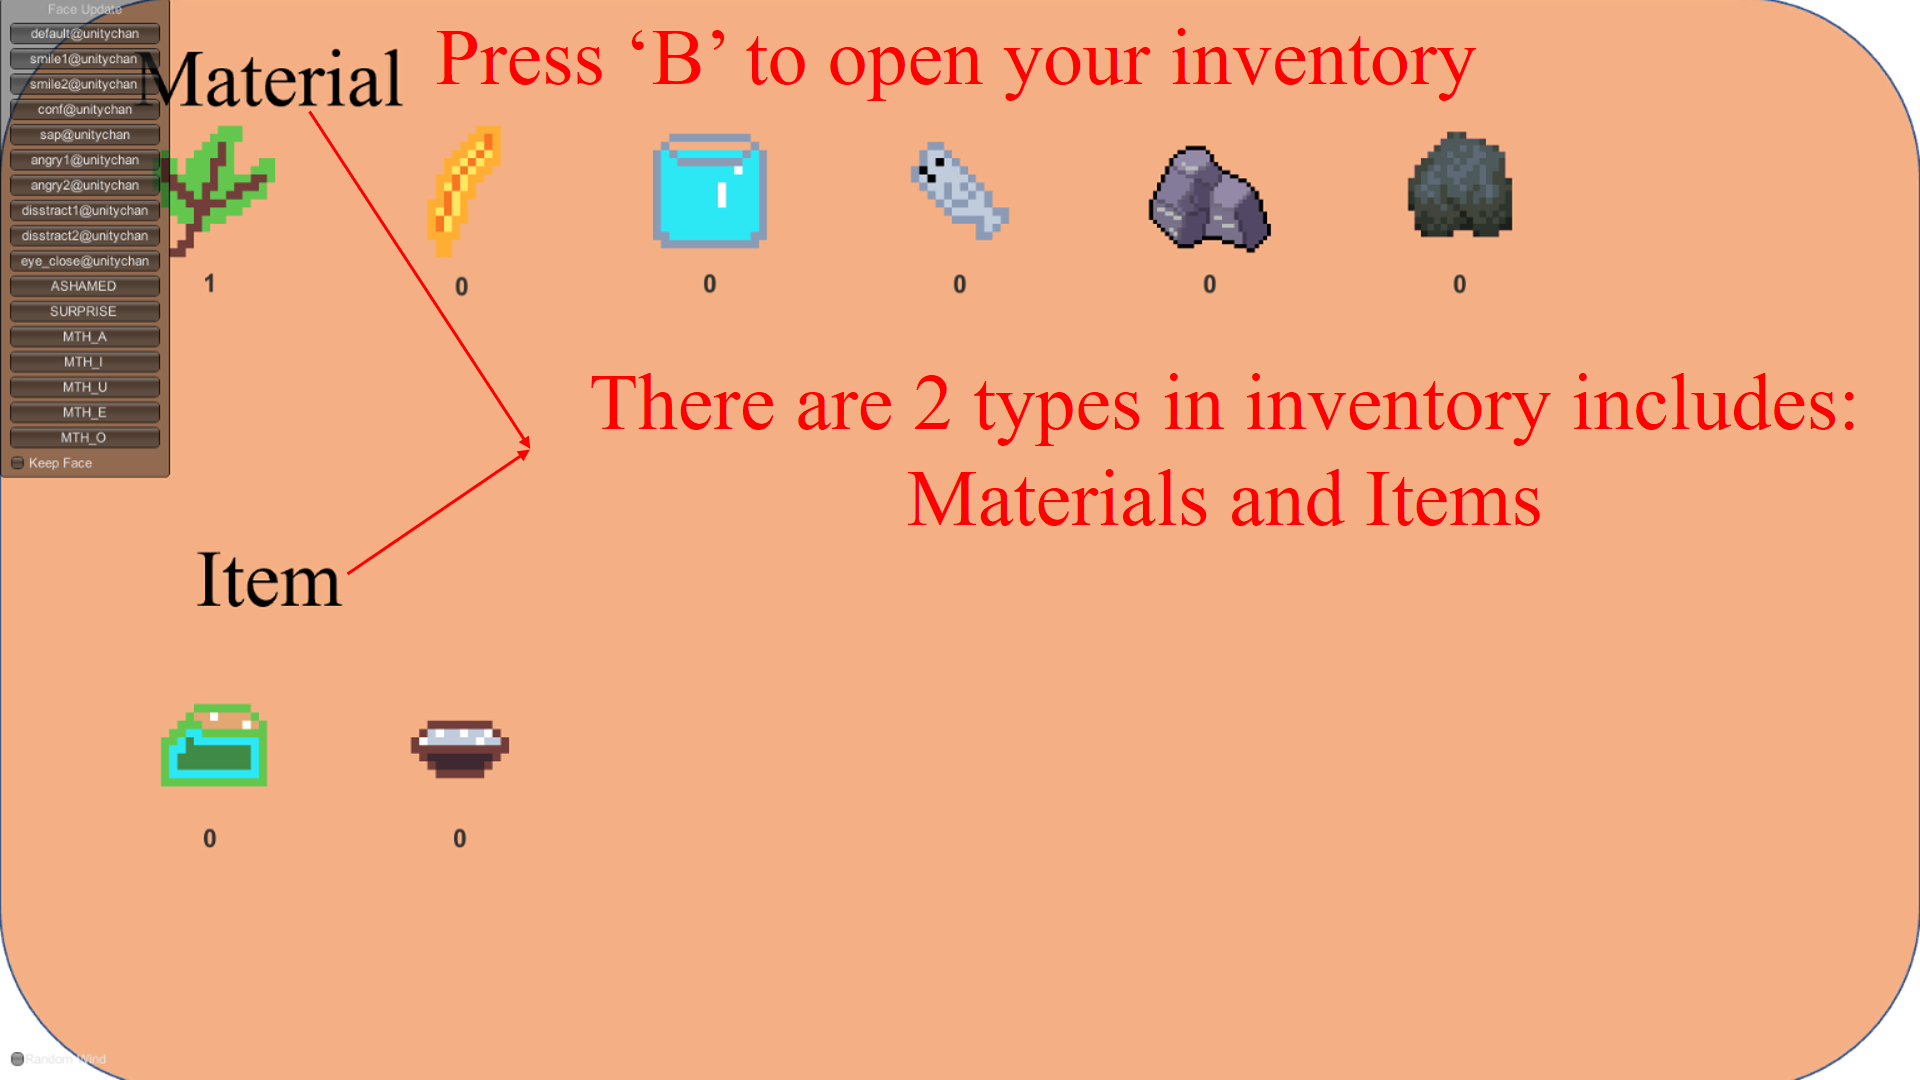 Face Update
default@unitychan
smile1@unitychan
smile2@unitychan
conf@unitychan
sap@unitychan
angry1@unitychan
angry2@unitychan
disstract1@unitychan
disstract2@unitychan
eye_close@unitychan
ASHAMED
SURPRISE
MTH_A
MTH_I
MTH_U
MTH_E
MTH_O
Keep Face
Material
Press ‘B’ to open your inventory
1
0
0
0
0
0
There are 2 types in inventory includes:
Materials and Items
Item
0
0
Random Wind